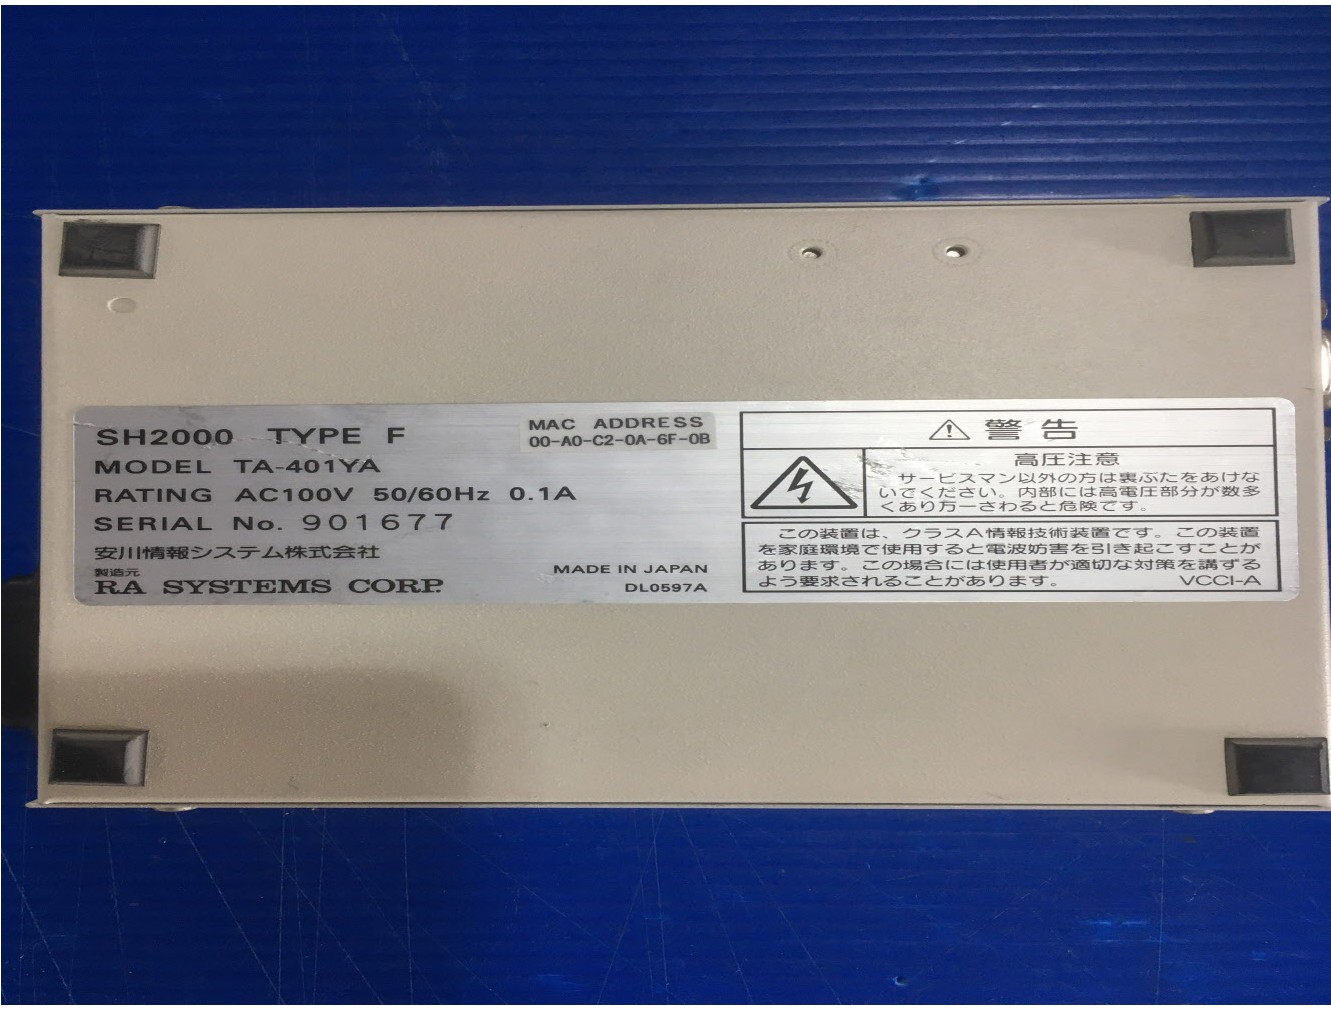 SH2000 TYPE F
MAC ADDRESS
00-A0-C2-0A-6F-0B
MODEL TA-401YA
RATING AC100V 50/60Hz 0.1A
SERIAL No. 901677
安川情報システム株式会社
製造元
RA SYSTEMS CORP.
MADE IN JAPAN
DL0597A
警告
高圧注意
サービスマン以外の方は裏ぶたをあけな
いでください。内部には高電圧部分が数多
くあり万一さわると危険です。
この装置は、クラスA情報技術装置です。この装置
を家庭環境で使用すると電波妨害を引き起こすことが
あります。この場合には使用者が適切な対策を講ずる
よう要求されることがあります。 VCCI-A